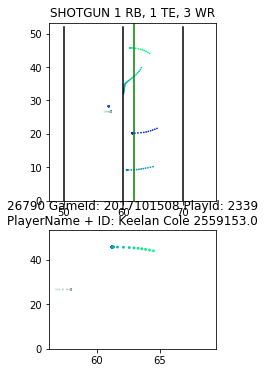 SHOTGUN 1 RB, 1 TE, 3 WR
50
40
30
20
10
0
50 60 70
26790 GameId: 2017101508 PlayId: 2339
PlayerName + ID: Keelan Cole 2559153.0
40
20
0
60 65